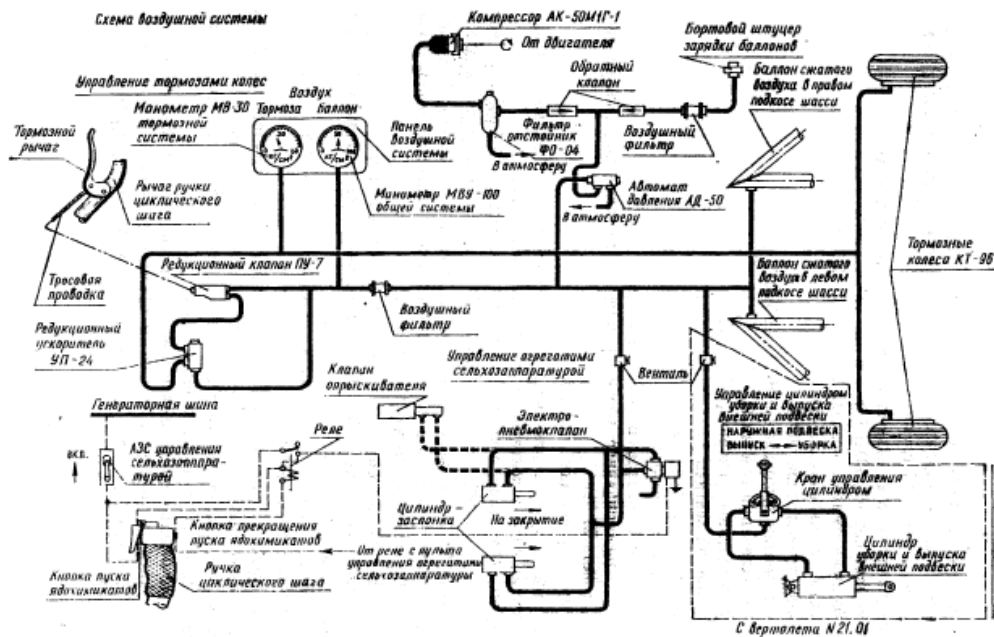 Схема воздушной системы
Компрессор АК-50М1Г-1
От двигателя
Бортовой штуцер
зарядки баллонов
Управление тормозами колес
Воздух
Обратный
клапан
Баллон сжатого
воздуха в правом
подкосе шасси
Манометр МВ-30
тормозной
системы
Тормоза
Баллон
Панель
воздушной
системы
Фильтр
отстойник
ФО-04
Воздушный
фильтр
В атмосферу
Тормозной
рычаг
Рычаг ручки
циклического
шага
Манометр МВУ-100
общей системы
Автомат
давления АД-50
В атмосферу
Тормозные
колеса КТ-96
Редукционный клапан ПУ-7
Баллон сжатого
воздуха в левом
подкосе шасси
Тросовая
проводка
Воздушный
фильтр
Редукционный
ускоритель
УП-24
Управление агрегатами
сельхозаппаратурой
Вентиль
Клапан
опрыскивателя
Управление цилиндром
уборки и выпуска
внешней подвески
НАРУЖНАЯ ПОДВЕСКА
ВЫПУСК
УБОРКА
Генераторная шина
Электро-
пневмоклапан
Реле
ВКЛ.
АЗС управления
сельхозаппара-
турой
Кран управления
цилиндром
Цилиндр-
заслонка
На закрытие
Кнопка прекращения
пуска ядохимикатов
От реле с пульта
управления агрегатами
сельхозаппаратуры
Цилиндр
уборки и выпуска
внешней подвески
Кнопка пуска
ядохимикатов
Ручка
циклического шага
С вертолета N 21.01